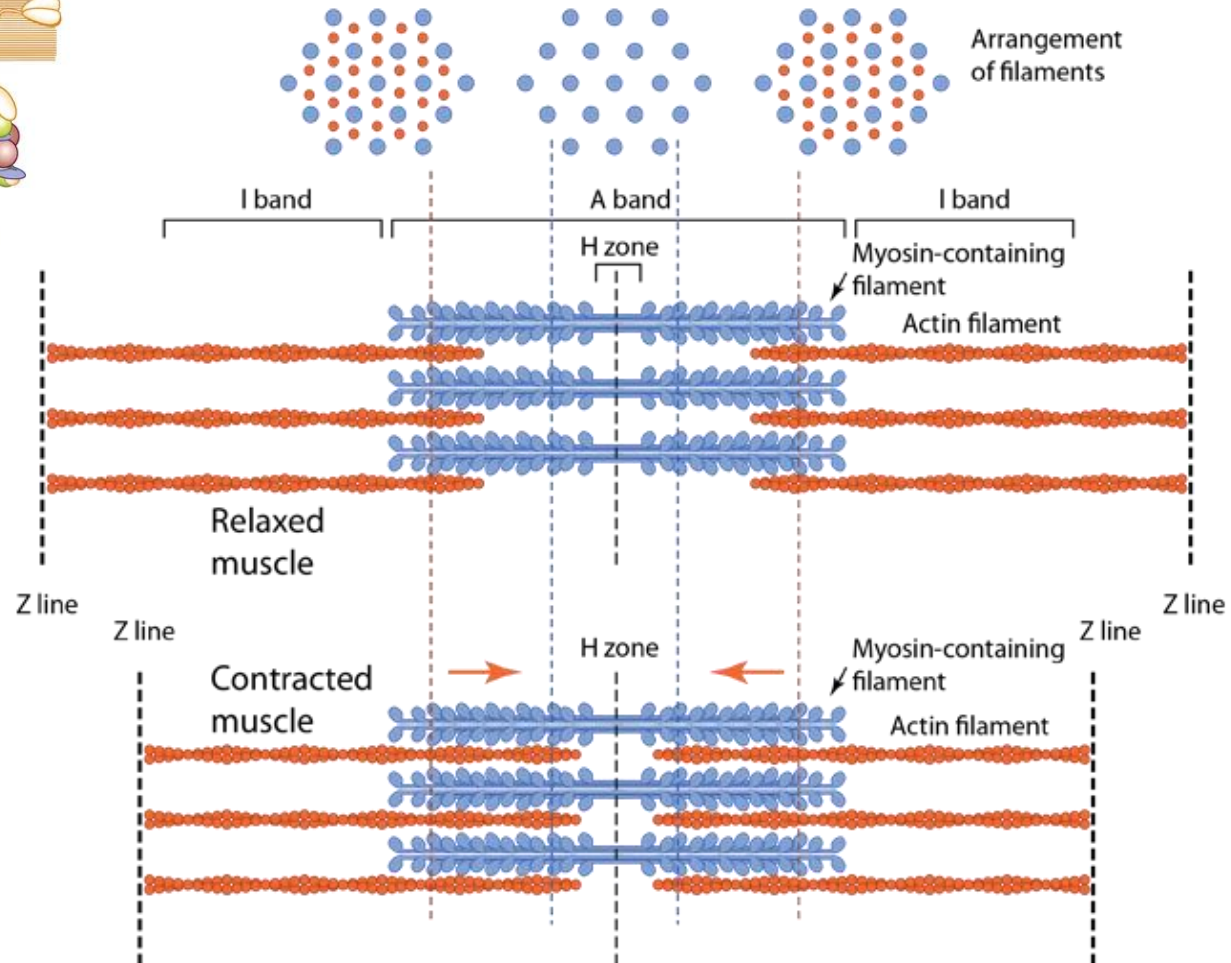 Arrangement
of filaments
I band
A band
I band
H zone
Myosin-containing
filament
Actin filament
Relaxed
muscle
Z line
Z line
Z line
Z line
H zone
Myosin-containing
filament
Contracted
muscle
Actin filament